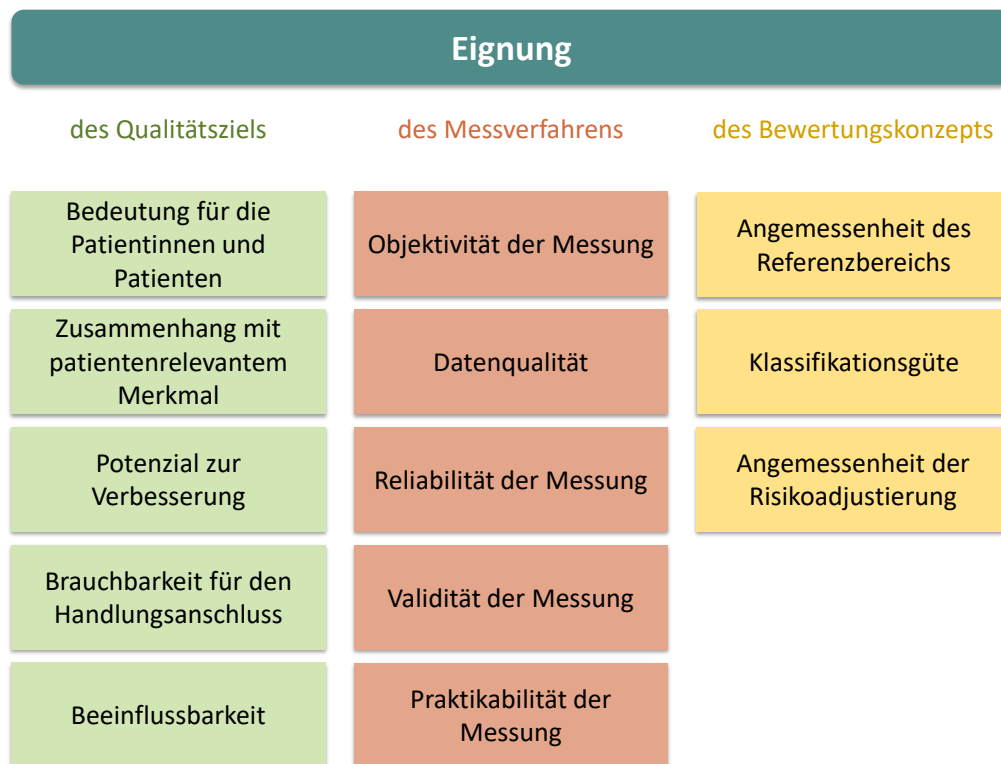 Eignung
des Qualitätsziels
des Messverfahrens
des Bewertungskonzepts
Bedeutung für die
Patientinnen und
Patienten
Objektivität der Messung
Angemessenheit des
Referenzbereichs
Zusammenhang mit
patientenrelevantem
Merkmal
Datenqualität
Klassifikationsgüte
Potenzial zur
Verbesserung
Reliabilität der Messung
Angemessenheit der
Risikoadjustierung
Brauchbarkeit für den
Handlungsanschluss
Validität der Messung
Beeinflussbarkeit
Praktikabilität der
Messung